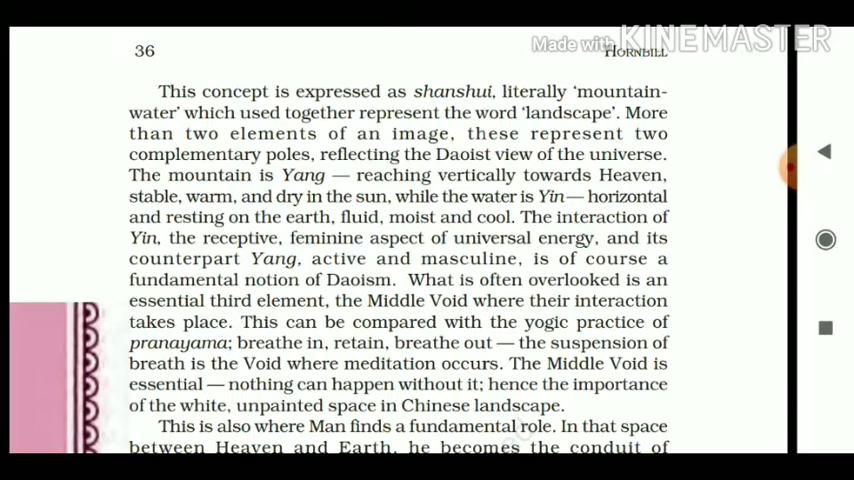 Made with KINEMASTER
36 HORNBILL
This concept is expressed as shanshui, literally ‘mountain-
water’ which used together represent the word ‘landscape’. More
than two elements of an image, these represent two
complementary poles, reflecting the Daoist view of the universe.
The mountain is Yang — reaching vertically towards Heaven,
stable, warm, and dry in the sun, while the water is Yin— horizontal
and resting on the earth, fluid, moist and cool. The interaction of
Yin, the receptive, feminine aspect of universal energy, and its
counterpart Yang, active and masculine, is of course a
fundamental notion of Daoism. What is often overlooked is an
essential third element, the Middle Void where their interaction
takes place. This can be compared with the yogic practice of
pranayama; breathe in, retain, breathe out — the suspension of
breath is the Void where meditation occurs. The Middle Void is
essential — nothing can happen without it; hence the importance
of the white, unpainted space in Chinese landscape.
This is also where Man finds a fundamental role. In that space
between Heaven and Earth, he becomes the conduit of